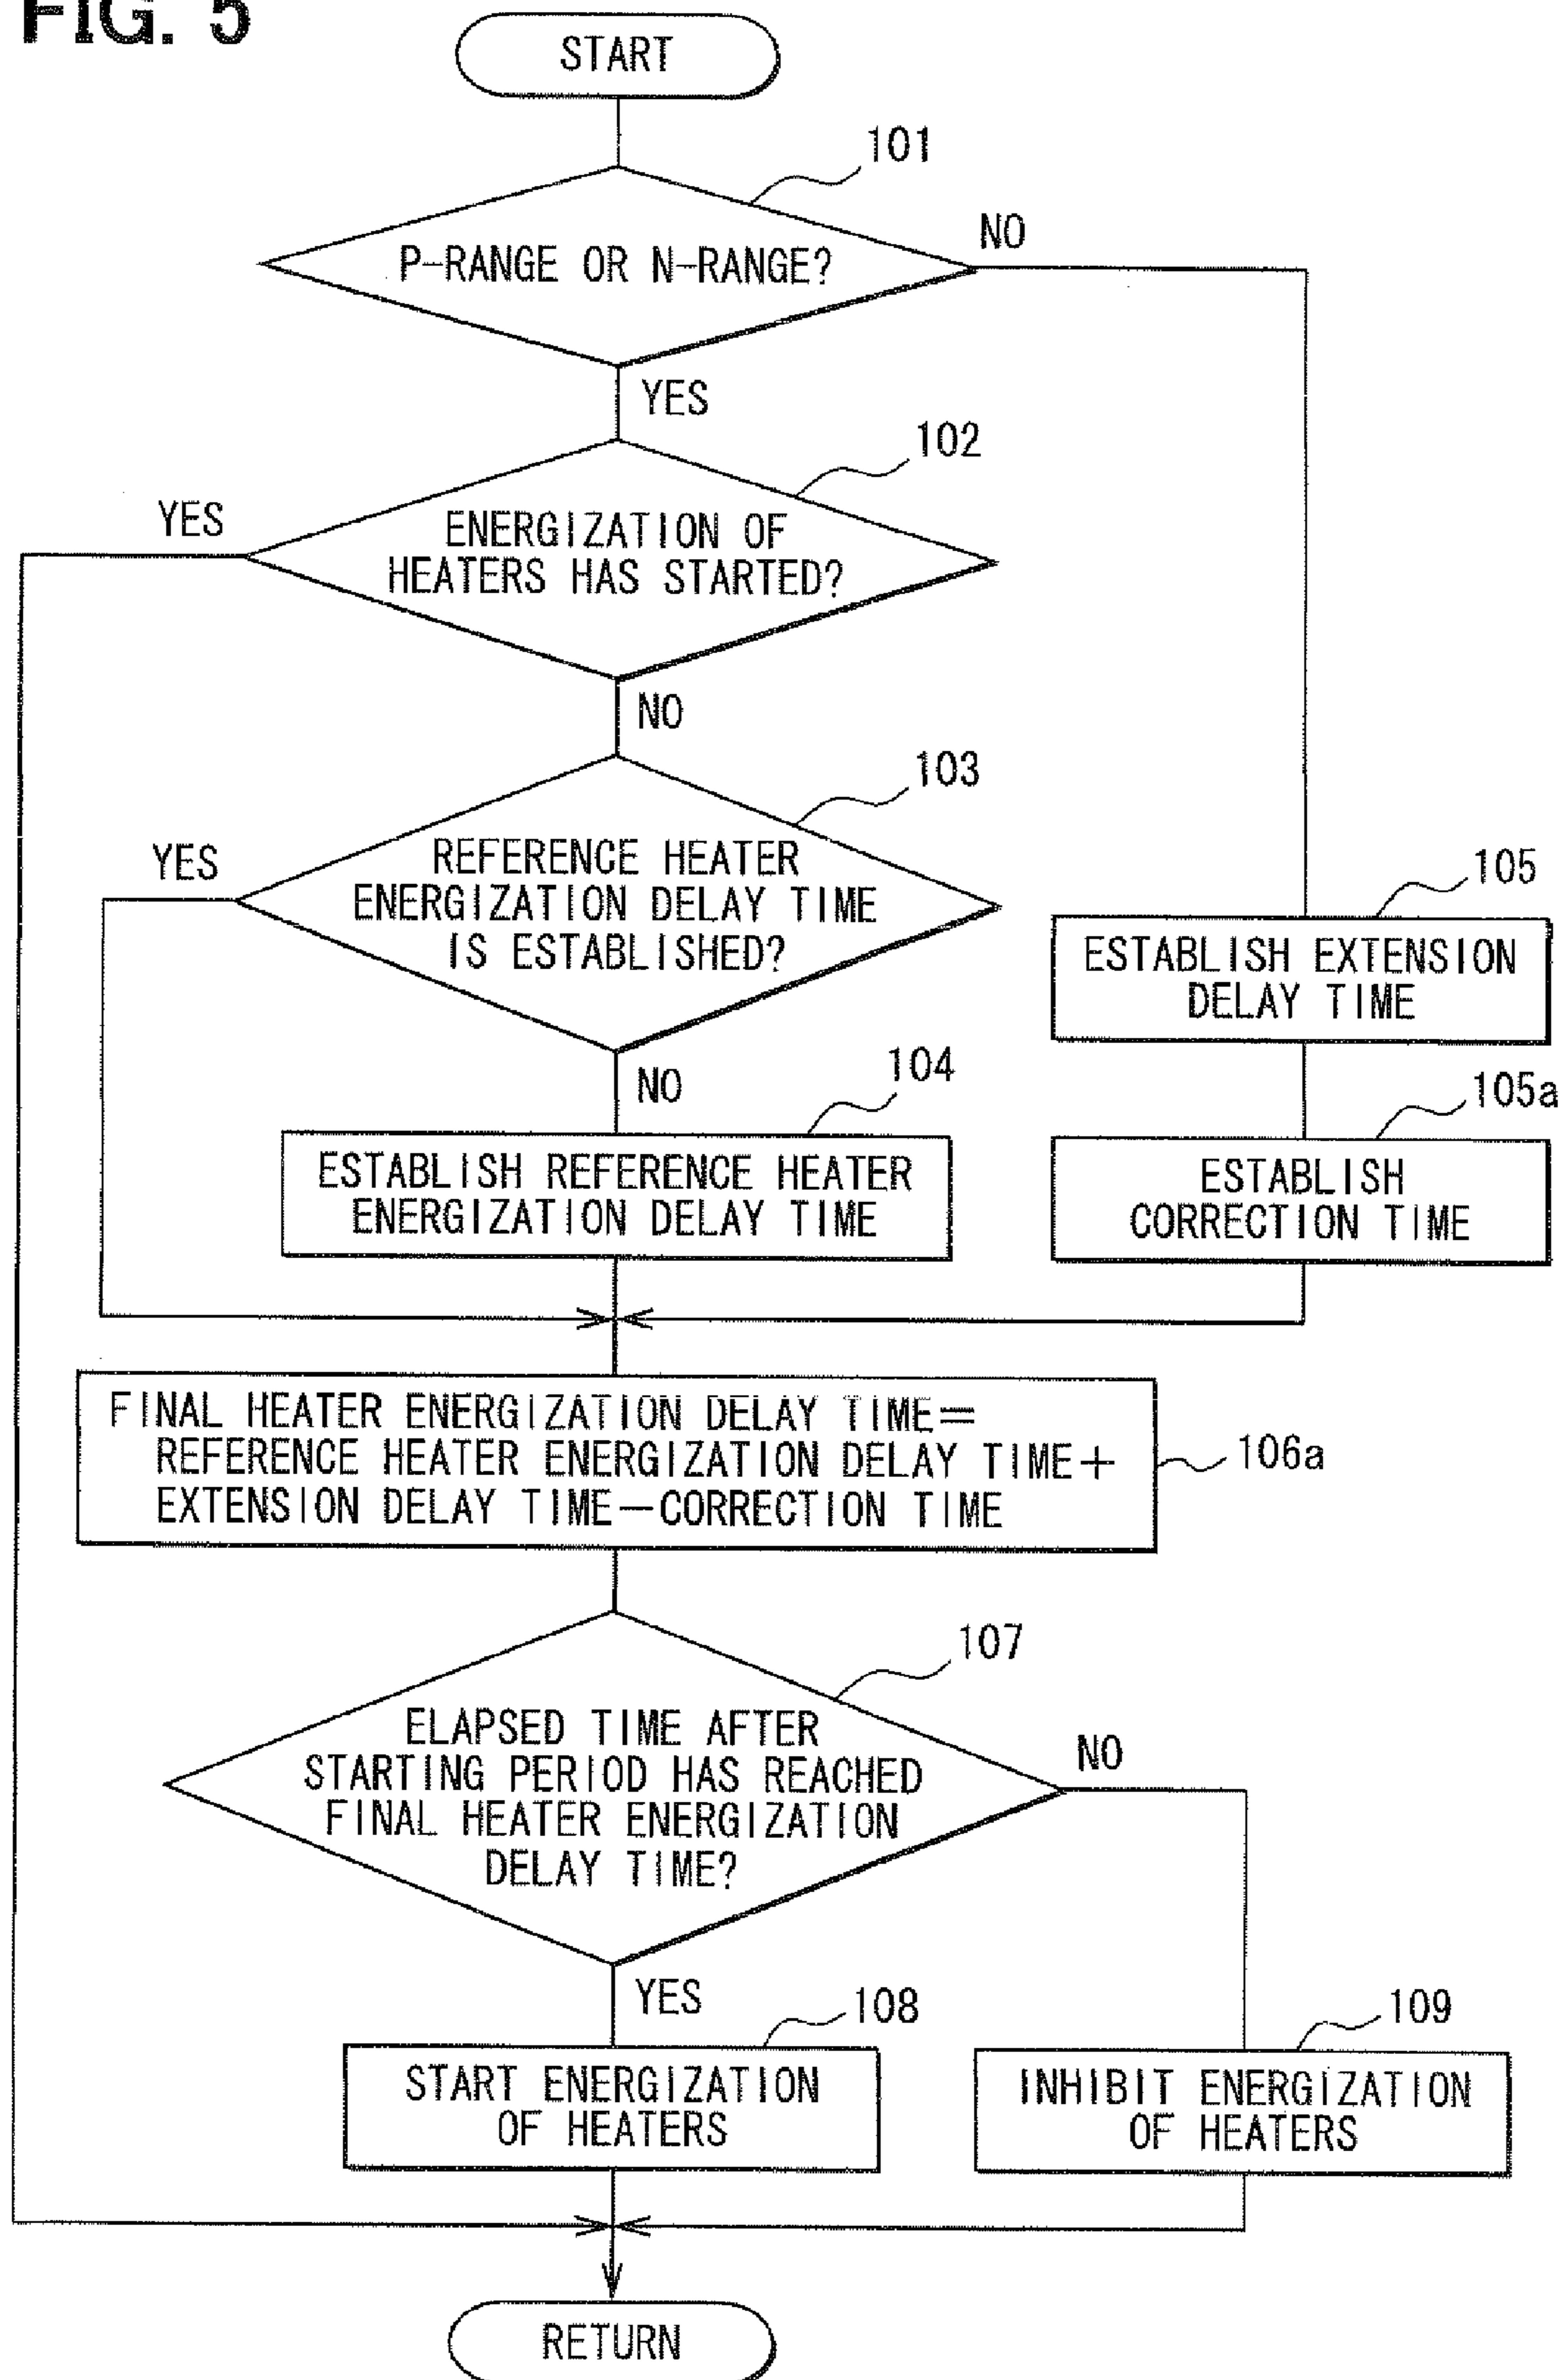 FIG. 5
START
101
P-RANGE OR N-RANGE?
NO
YES
102
YES
ENERGIZATION OF
HEATERS HAS STARTED?
NO
103
YES
REFERENCE HEATER
ENERGIZATION DELAY TIME
IS ESTABLISHED?
NO
104
ESTABLISH REFERENCE HEATER
ENERGIZATION DELAY TIME
105
ESTABLISH EXTENSION
DELAY TIME
105a
ESTABLISH
CORRECTION TIME
FINAL HEATER ENERGIZATION DELAY TIME=
REFERENCE HEATER ENERGIZATION DELAY TIME+
EXTENSION DELAY TIME-CORRECTION TIME
106a
107
ELAPSED TIME AFTER
STARTING PERIOD HAS REACHED
FINAL HEATER ENERGIZATION
DELAY TIME?
NO
YES
108
START ENERGIZATION
OF HEATERS
109
INHIBIT ENERGIZATION
OF HEATERS
RETURN